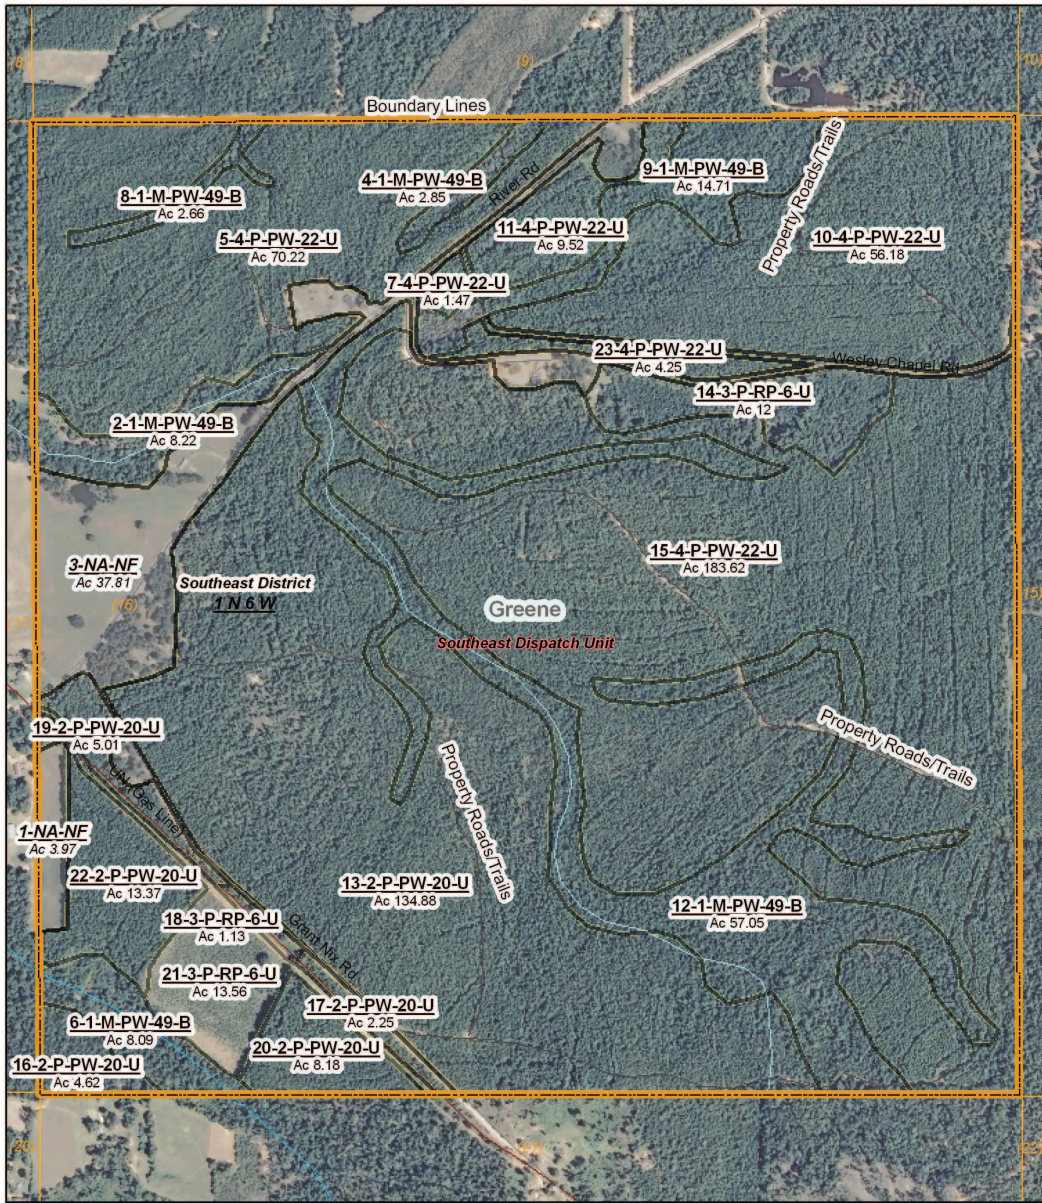 (8)
(9)
(10)
Boundary Lines
Property Roads/Trails
River Rd
8-1-M-PW-49-B
Ac 2.66
4-1-M-PW-49-B
Ac 2.85
9-1-M-PW-49-B
Ac 14.71
5-4-P-PW-22-U
Ac 70.22
11-4-P-PW-22-U
Ac 9.52
10-4-P-PW-22-U
Ac 56.18
7-4-P-PW-22-U
Ac 1.47
23-4-P-PW-22-U
Ac 4.25
Wesley Chapel Rd
14-3-P-RP-6-U
Ac 12
2-1-M-PW-49-B
Ac 8.22
15-4-P-PW-22-U
Ac 183.62
3-NA-NF
Ac 37.81
(16)
Southeast District
1 N 6 W
(17)
(15)
Greene
Southeast Dispatch Unit
19-2-P-PW-20-U
Ac 5.01
Property Roads/Trails
Property Roads/Trails
UN (Gas Line)
1-NA-NF
Ac 3.97
22-2-P-PW-20-U
Ac 13.37
13-2-P-PW-20-U
Ac 134.88
12-1-M-PW-49-B
Ac 57.05
18-3-P-RP-6-U
Ac 1.13
Grant Nix Rd
21-3-P-RP-6-U
Ac 13.56
17-2-P-PW-20-U
Ac 2.25
6-1-M-PW-49-B
Ac 8.09
20-2-P-PW-20-U
Ac 8.18
16-2-P-PW-20-U
Ac 4.62
(20)
(21)
(22)